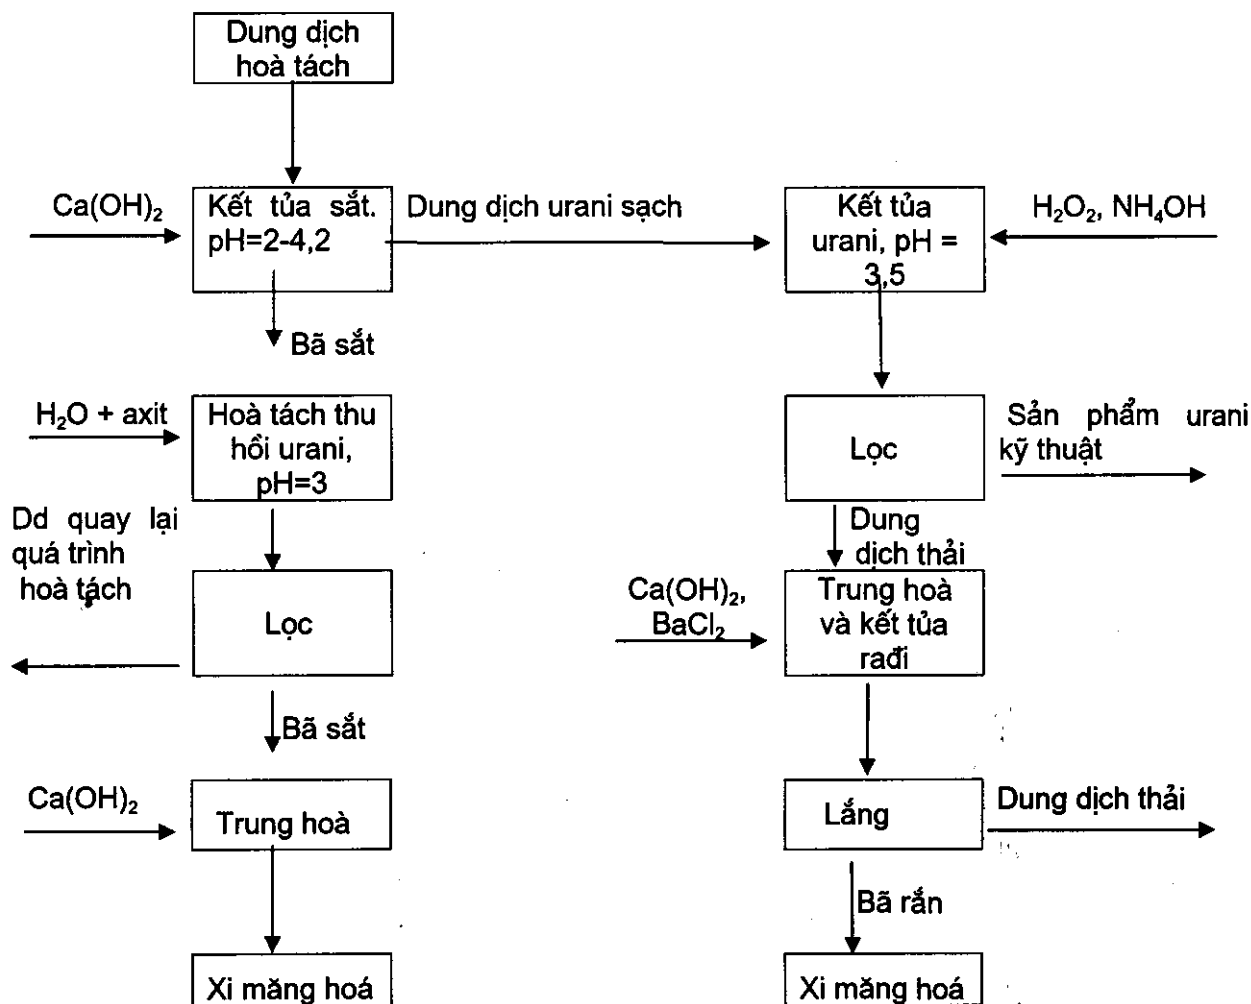 Dung dịch
hoà tách
Ca(OH)₂
Kết tủa sắt.
pH=2-4,2
Dung dịch urani sạch
Kết tủa
urani, pH =
3,5
H₂O₂, NH₄OH
Bã sắt
H₂O + axit
Hoà tách thu
hồi urani,
pH=3
Lọc
Sản phẩm urani
kỹ thuật
Dd quay lại
quá trình
hoà tách
Lọc
Dung
dịch thải
Ca(OH)₂,
BaCl₂
Trung hoà
và kết tủa
rađi
Bã sắt
Ca(OH)₂
Trung hoà
Lắng
Dung dịch thải
Bã rắn
Xi măng hoá
Xi măng hoá